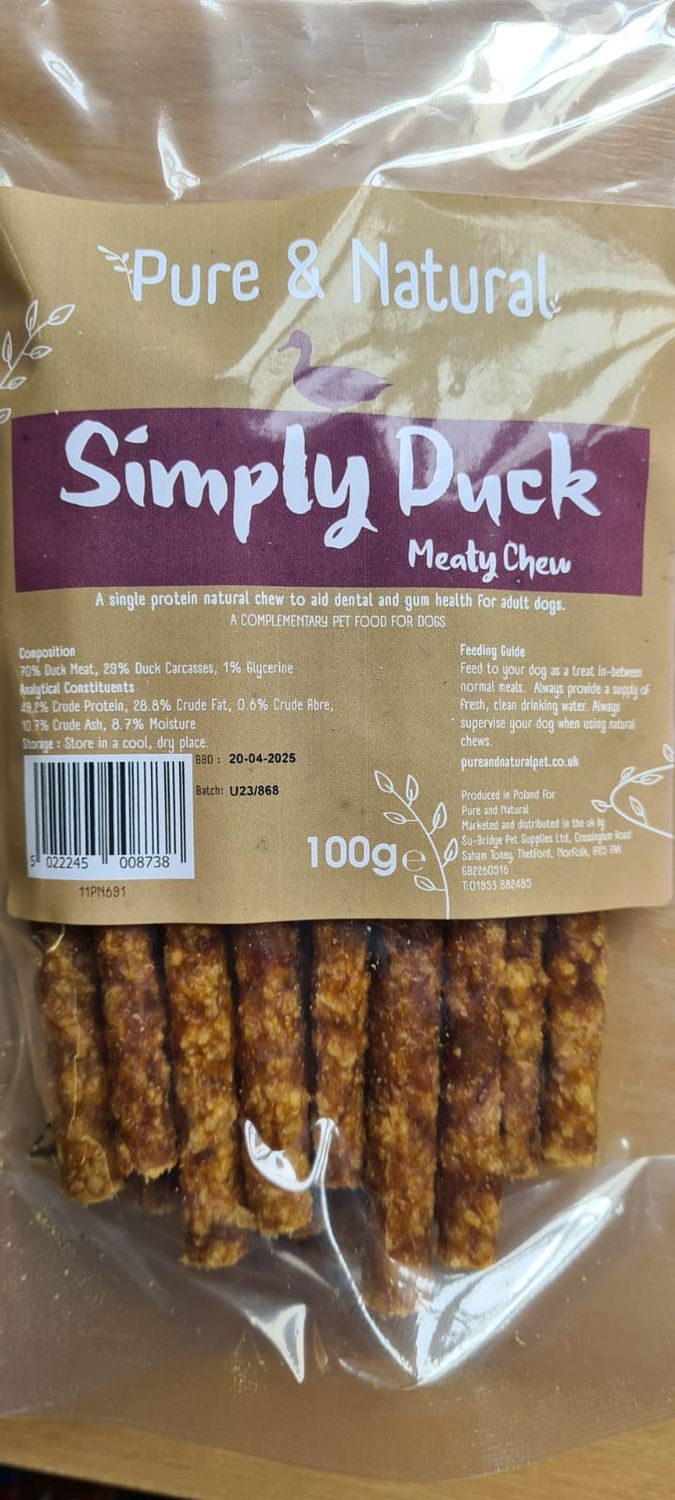 Pure & Natural
Simply Duck
Meaty Chew
A single protein natural chew to aid dental and gum health for adult dogs.
A COMPLEMENTARY PET FOOD FOR DOGS
Composition
70% Duck Meat, 29% Duck Carcasses, 1% Glycerine
Analytical Constituents
49.2% Crude Protein, 28.8% Crude Fat, 0.6% Crude Abre,
10.7% Crude Ash, 8.7% Moisture
Storage : Store in a cool, dry place.
BBD : 20-04-2025
Batch: U23/868
5 022245 008738
11PN691
100g e
Feeding Guide
Feed to your dog as a treat in-between
normal meals. Always provide a supply of
fresh, clean drinking water. Always
supervise your dog when using natural
chews.
pureandnaturalpet.co.uk
Produced in Poland For
Pure and Natural
Marketed and distributed in the uk by
Su-Bridge Pet Supplies Ltd, Cressingham Road
Saham Toney, Thetford, Norfolk,
GB2260516
T:01953 882485